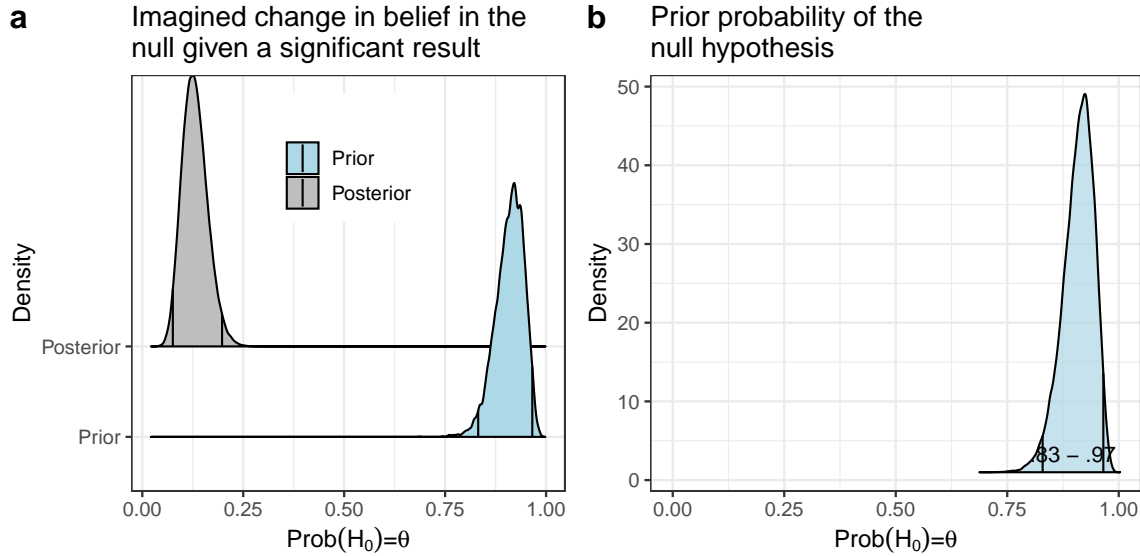 a
Imagined change in belief in the
null given a significant result
Density
Posterior
Prior
Prior
Posterior
0.00
0.25
0.50
0.75
1.00
Prob(H₀)=θ
b
Prior probability of the
null hypothesis
Density
50
40
30
20
10
0
.83 − .97
0.00
0.25
0.50
0.75
1.00
Prob(H₀)=θ